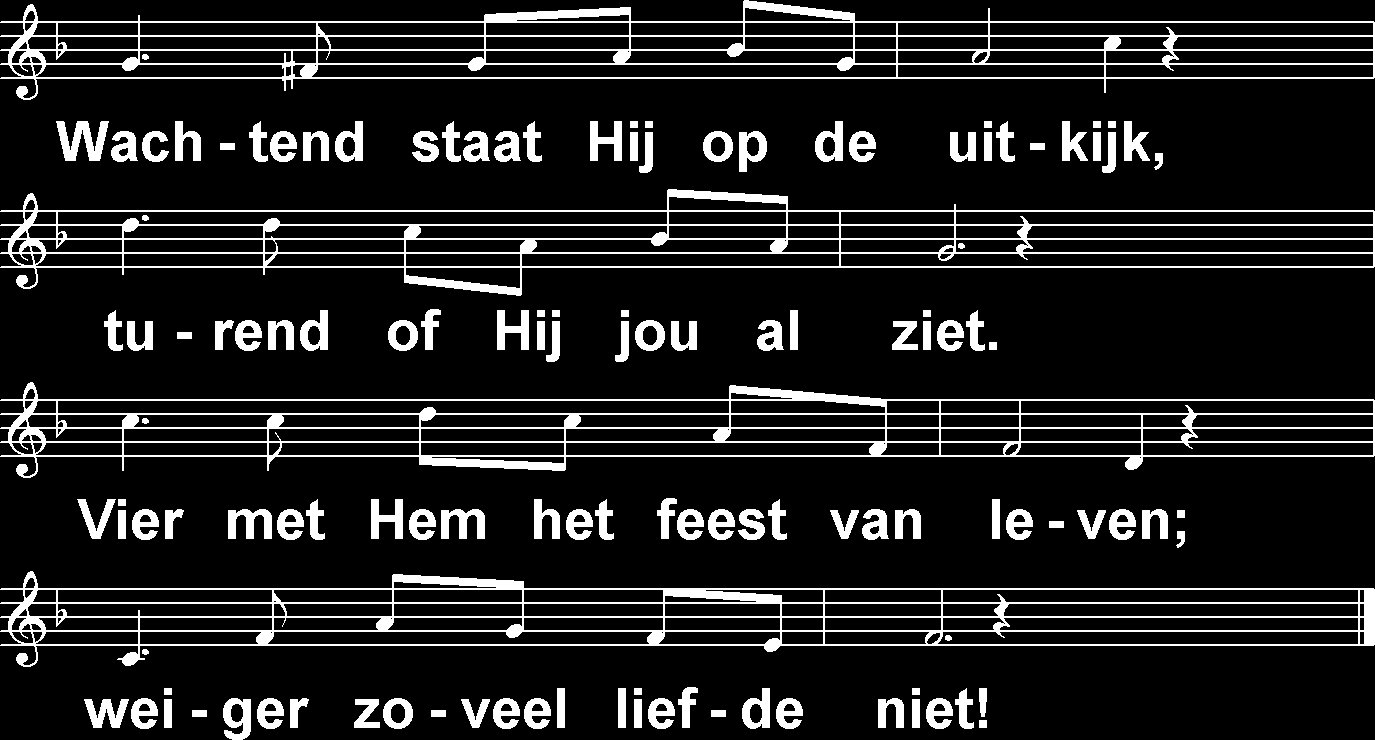 Wach - tend staat Hij op de uit - kijk,
tu - rend of Hij jou al ziet.
Vier met Hem het feest van le - ven;
wei - ger zo - veel lief - de niet!